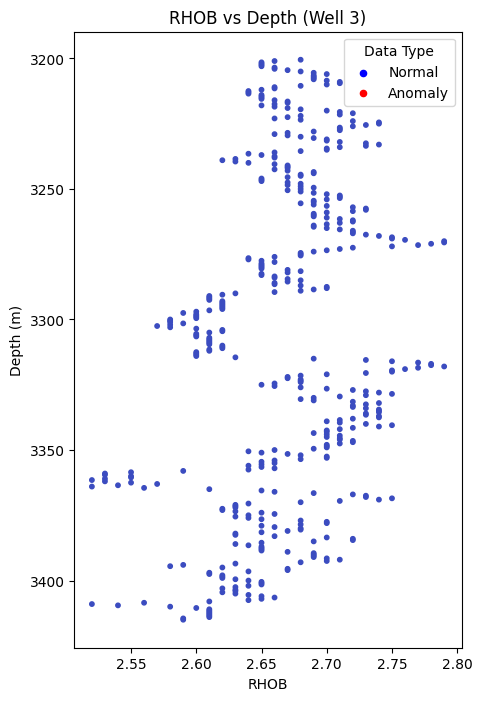 RHOB vs Depth (Well 3)
Data Type
Normal
Anomaly
Depth (m)
3200
3250
3300
3350
3400
2.55 2.60 2.65 2.70 2.75 2.80
RHOB